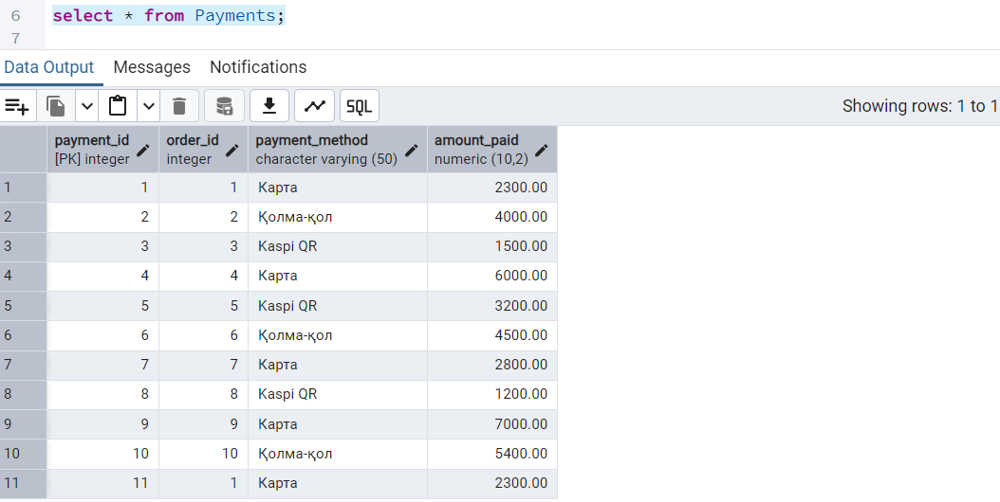 6 select * from Payments;
7
Data Output Messages Notifications
SQL Showing rows: 1 to 1
payment_id order_id payment_method amount_paid
[PK] integer integer character varying (50) numeric (10,2)
1 1 1 Карта 2300.00
2 2 2 Қолма-қол 4000.00
3 3 3 Kaspi QR 1500.00
4 4 4 Карта 6000.00
5 5 5 Kaspi QR 3200.00
6 6 6 Қолма-қол 4500.00
7 7 7 Карта 2800.00
8 8 8 Kaspi QR 1200.00
9 9 9 Карта 7000.00
10 10 10 Қолма-қол 5400.00
11 11 1 Карта 2300.00